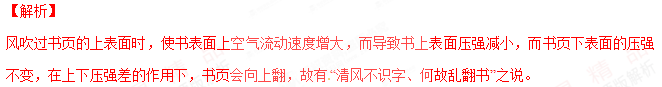 【解析】
风吹过书页的上表面时，使书表面上空气流动速度增大，而导致书上表面压强减小，而书页下表面的压强
不变，在上下压强差的作用下，书页会向上翻，故有.“清风不识字、何故乱翻书”之说。